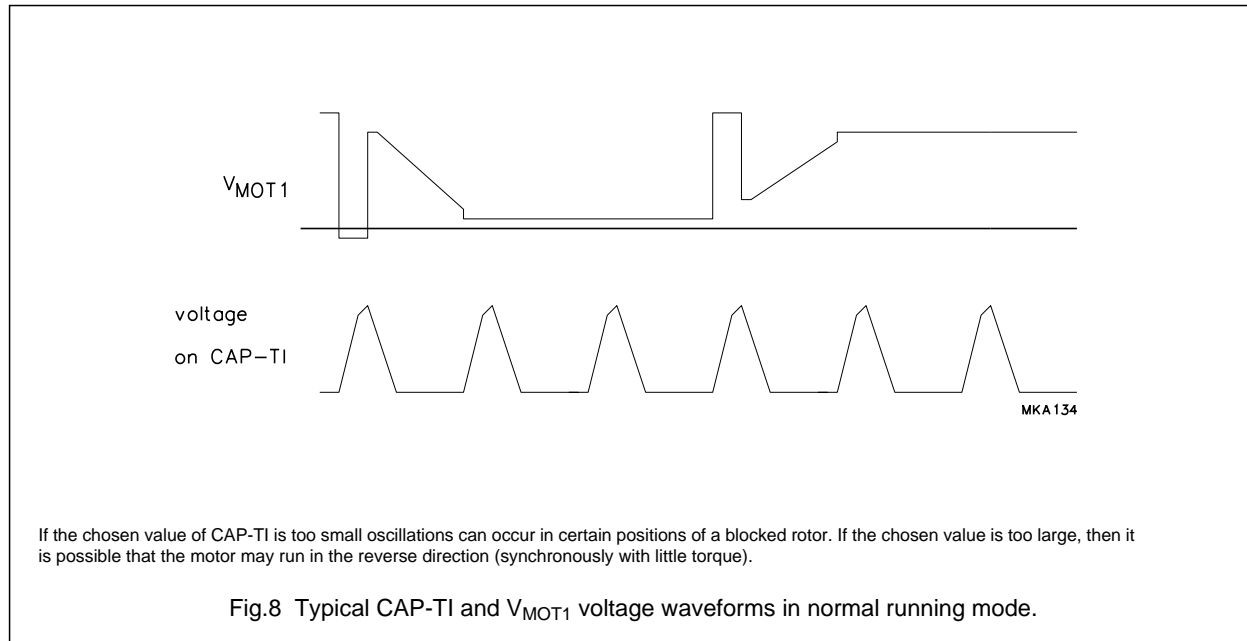 VMOT1
voltage
on CAP-TI
MKA134
If the chosen value of CAP-TI is too small oscillations can occur in certain positions of a blocked rotor. If the chosen value is too large, then it
is possible that the motor may run in the reverse direction (synchronously with little torque).
Fig.8 Typical CAP-TI and VMOT1 voltage waveforms in normal running mode.